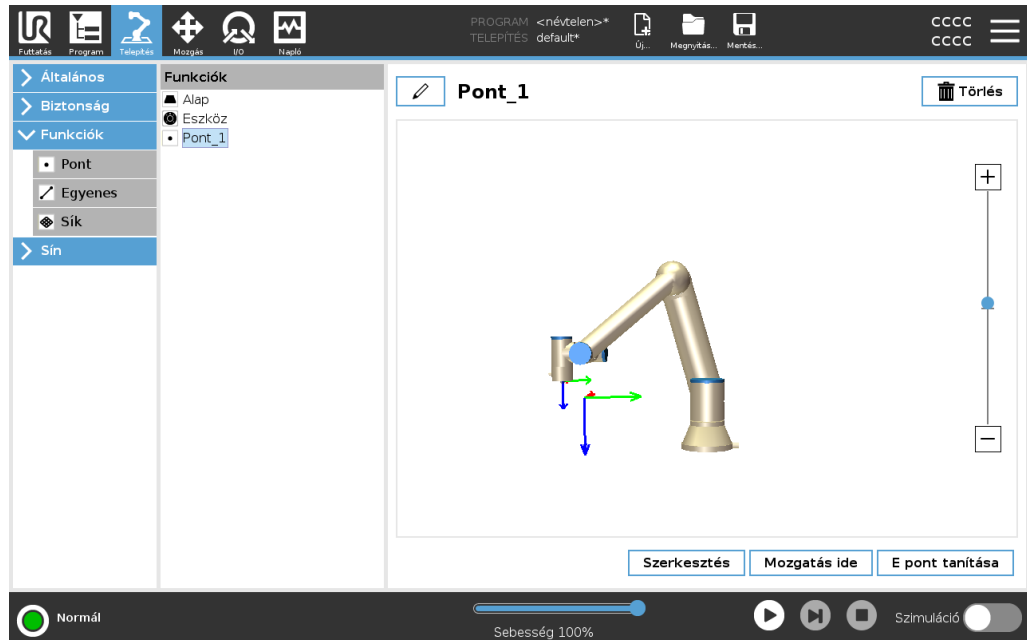 UR
Futtatás
Program
Telepítés
Mozgás
I/O
Napló
PROGRAM <névtelen>*
TELEPÍTÉS default*
Új...
Megnyitás...
Mentés...
CCCC
CCCC
Általános
Biztonság
Funkciók
Pont
Egyenes
Sík
Sín
Funkciók
Alap
Eszköz
Pont_1
Pont_1
Törlés
Szerkesztés
Mozgatás ide
E pont tanítása
Normál
Sebesség 100%
Szimuláció